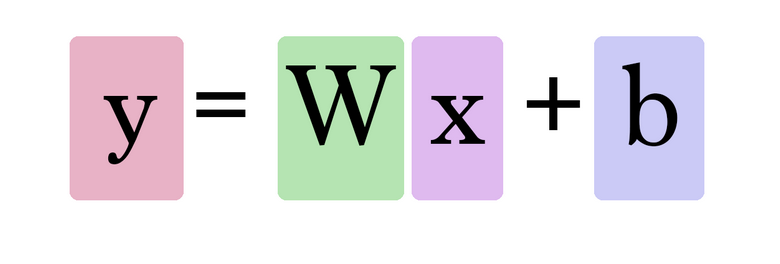 y = Wx + b